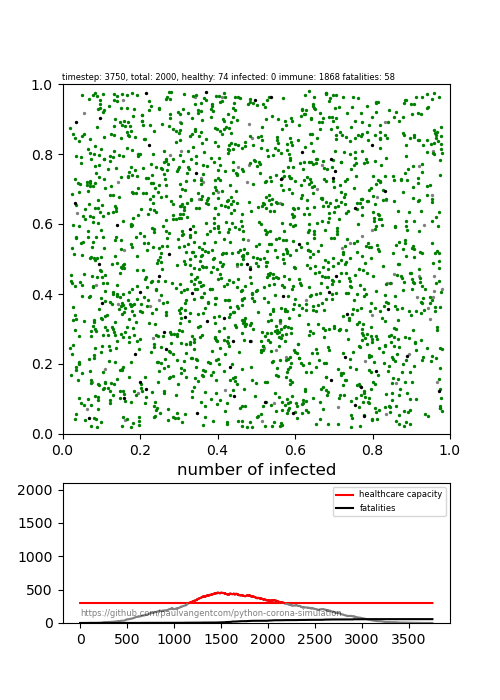 timestep: 3750, total: 2000, healthy: 74 infected: 0 immune: 1868 fatalities: 58
1.0
0.8
0.6
0.4
0.2
0.0
0.0 0.2 0.4 0.6 0.8 1.0
number of infected
2000
1500
1000
500
0
healthcare capacity
fatalities
https://github.com/paulvangentcom/python-corona-simulation
0 500 1000 1500 2000 2500 3000 3500